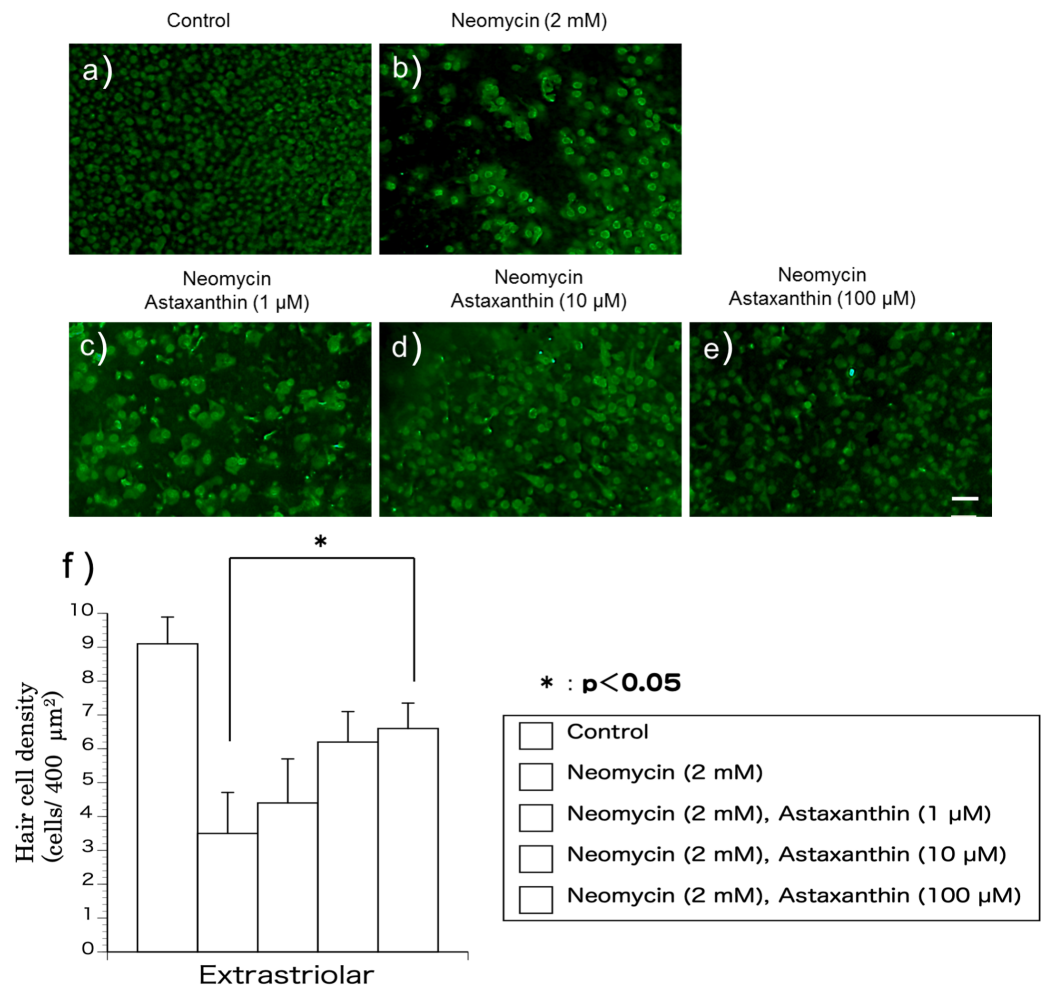 Control
Neomycin (2 mM)
a)
b)
Neomycin
Astaxanthin (1 μM)
Neomycin
Astaxanthin (10 μM)
Neomycin
Astaxanthin (100 μM)
c)
d)
e)
f)
*
10
9
8
7
6
5
4
3
2
1
0
Hair cell density
(cells/ 400 μm²)
Extrastriolar
* : p<0.05
Control
Neomycin (2 mM)
Neomycin (2 mM), Astaxanthin (1 μM)
Neomycin (2 mM), Astaxanthin (10 μM)
Neomycin (2 mM), Astaxanthin (100 μM)